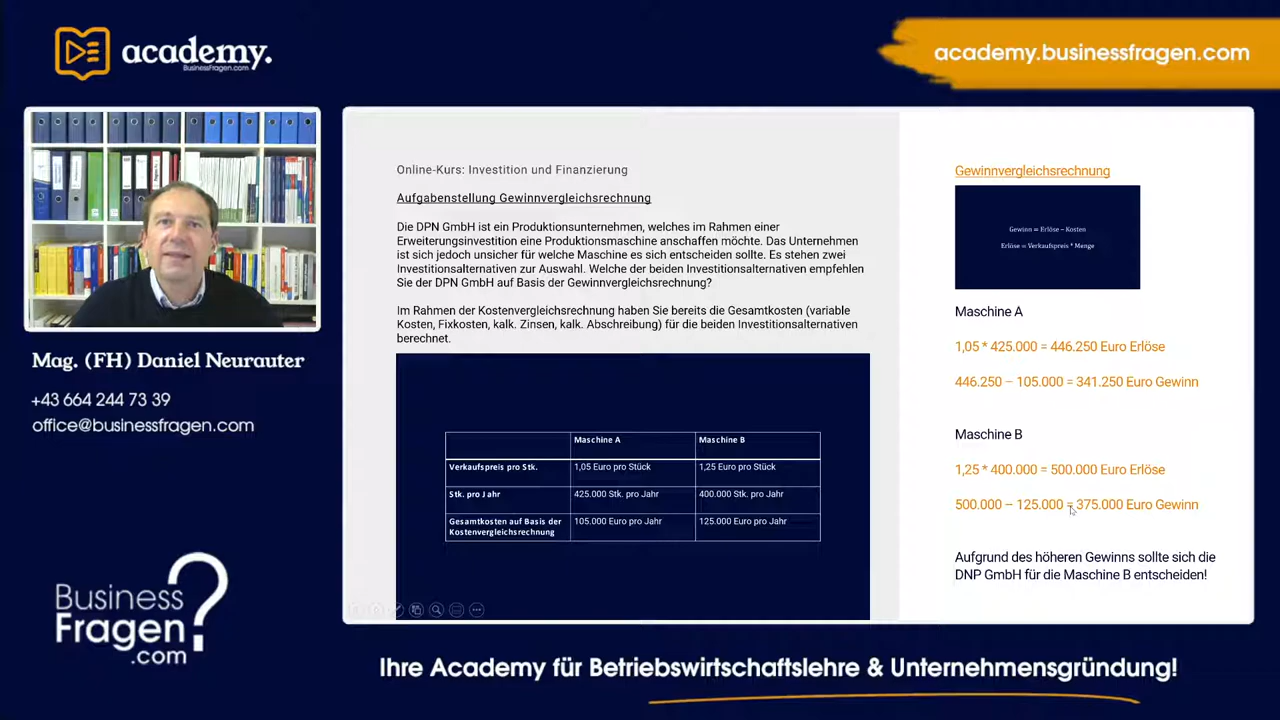 academy.
BusinessFragen.com
academy.businessfragen.com
Mag. (FH) Daniel Neurauter
+43 664 244 73 39
office@businessfragen.com
Business
Fragen
.com
?
Online-Kurs: Investition und Finanzierung
Aufgabenstellung Gewinnvergleichsrechnung
Die DPN GmbH ist ein Produktionsunternehmen, welches im Rahmen einer
Erweiterungsinvestition eine Produktionsmaschine anschaffen möchte. Das Unternehmen
ist sich jedoch unsicher für welche Maschine es sich entscheiden sollte. Es stehen zwei
Investitionsalternativen zur Auswahl. Welche der beiden Investitionsalternativen empfehlen
Sie der DPN GmbH auf Basis der Gewinnvergleichsrechnung?
Im Rahmen der Kostenvergleichsrechnung haben Sie bereits die Gesamtkosten (variable
Kosten, Fixkosten, kalk. Zinsen, kalk. Abschreibung) für die beiden Investitionsalternativen
berechnet.
Maschine A Maschine B
Verkaufspreis pro Stk. 1,05 Euro pro Stück 1,25 Euro pro Stück
Stk. pro Jahr 425.000 Stk. pro Jahr 400.000 Stk. pro Jahr
Gesamtkosten auf Basis der 105.000 Euro pro Jahr 125.000 Euro pro Jahr
Kostenvergleichsrechnung
Gewinnvergleichsrechnung
Gewinn = Erlöse – Kosten
Erlöse = Verkaufspreis * Menge
Maschine A
1,05 * 425.000 = 446.250 Euro Erlöse
446.250 – 105.000 = 341.250 Euro Gewinn
Maschine B
1,25 * 400.000 = 500.000 Euro Erlöse
500.000 – 125.000 = 375.000 Euro Gewinn
Aufgrund des höheren Gewinns sollte sich die
DNP GmbH für die Maschine B entscheiden!
Ihre Academy für Betriebswirtschaftslehre & Unternehmensgründung!